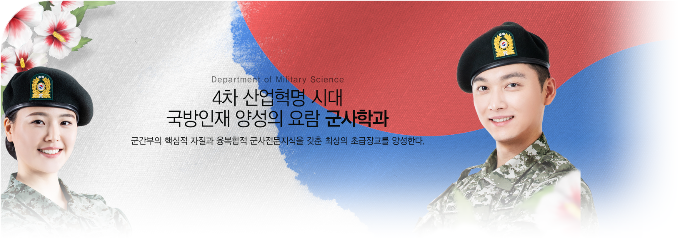 Department of Military Science
4차 산업혁명 시대
국방인재 양성의 요람 군사학과
군간부의 핵심적 자질과 융복합적 군사전문지식을 갖춘 최상의 초급장교를 양성한다.